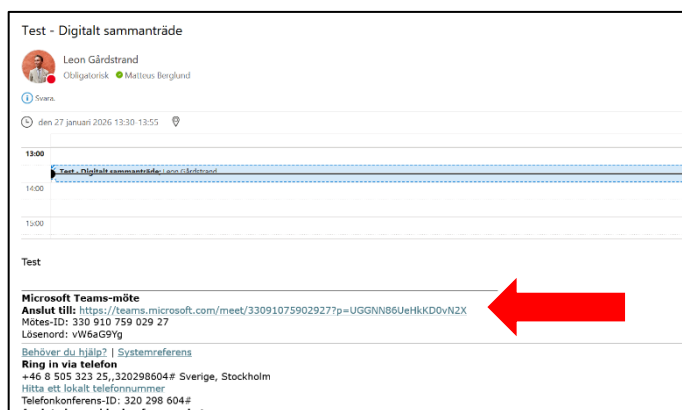 Test - Digitalt sammanträde
Leon Gårdstrand
Obligatorisk Matteus Berglund
Svara.
den 27 januari 2026 13:30-13:55
13:00
Test - Digitalt sammanträde; Leon Gårdstrand
14:00
15:00
Test
Microsoft Teams-möte
Anslut till: https://teams.microsoft.com/meet/33091075902927?p=UGGNN86UeHkKD0vN2X
Mötes-ID: 330 910 759 029 27
Lösenord: vW6aG9Yg
Behöver du hjälp? | Systemreferens
Ring in via telefon
+46 8 505 323 25,,320298604# Sverige, Stockholm
Hitta ett lokalt telefonnummer
Telefonkonferens-ID: 320 298 604#